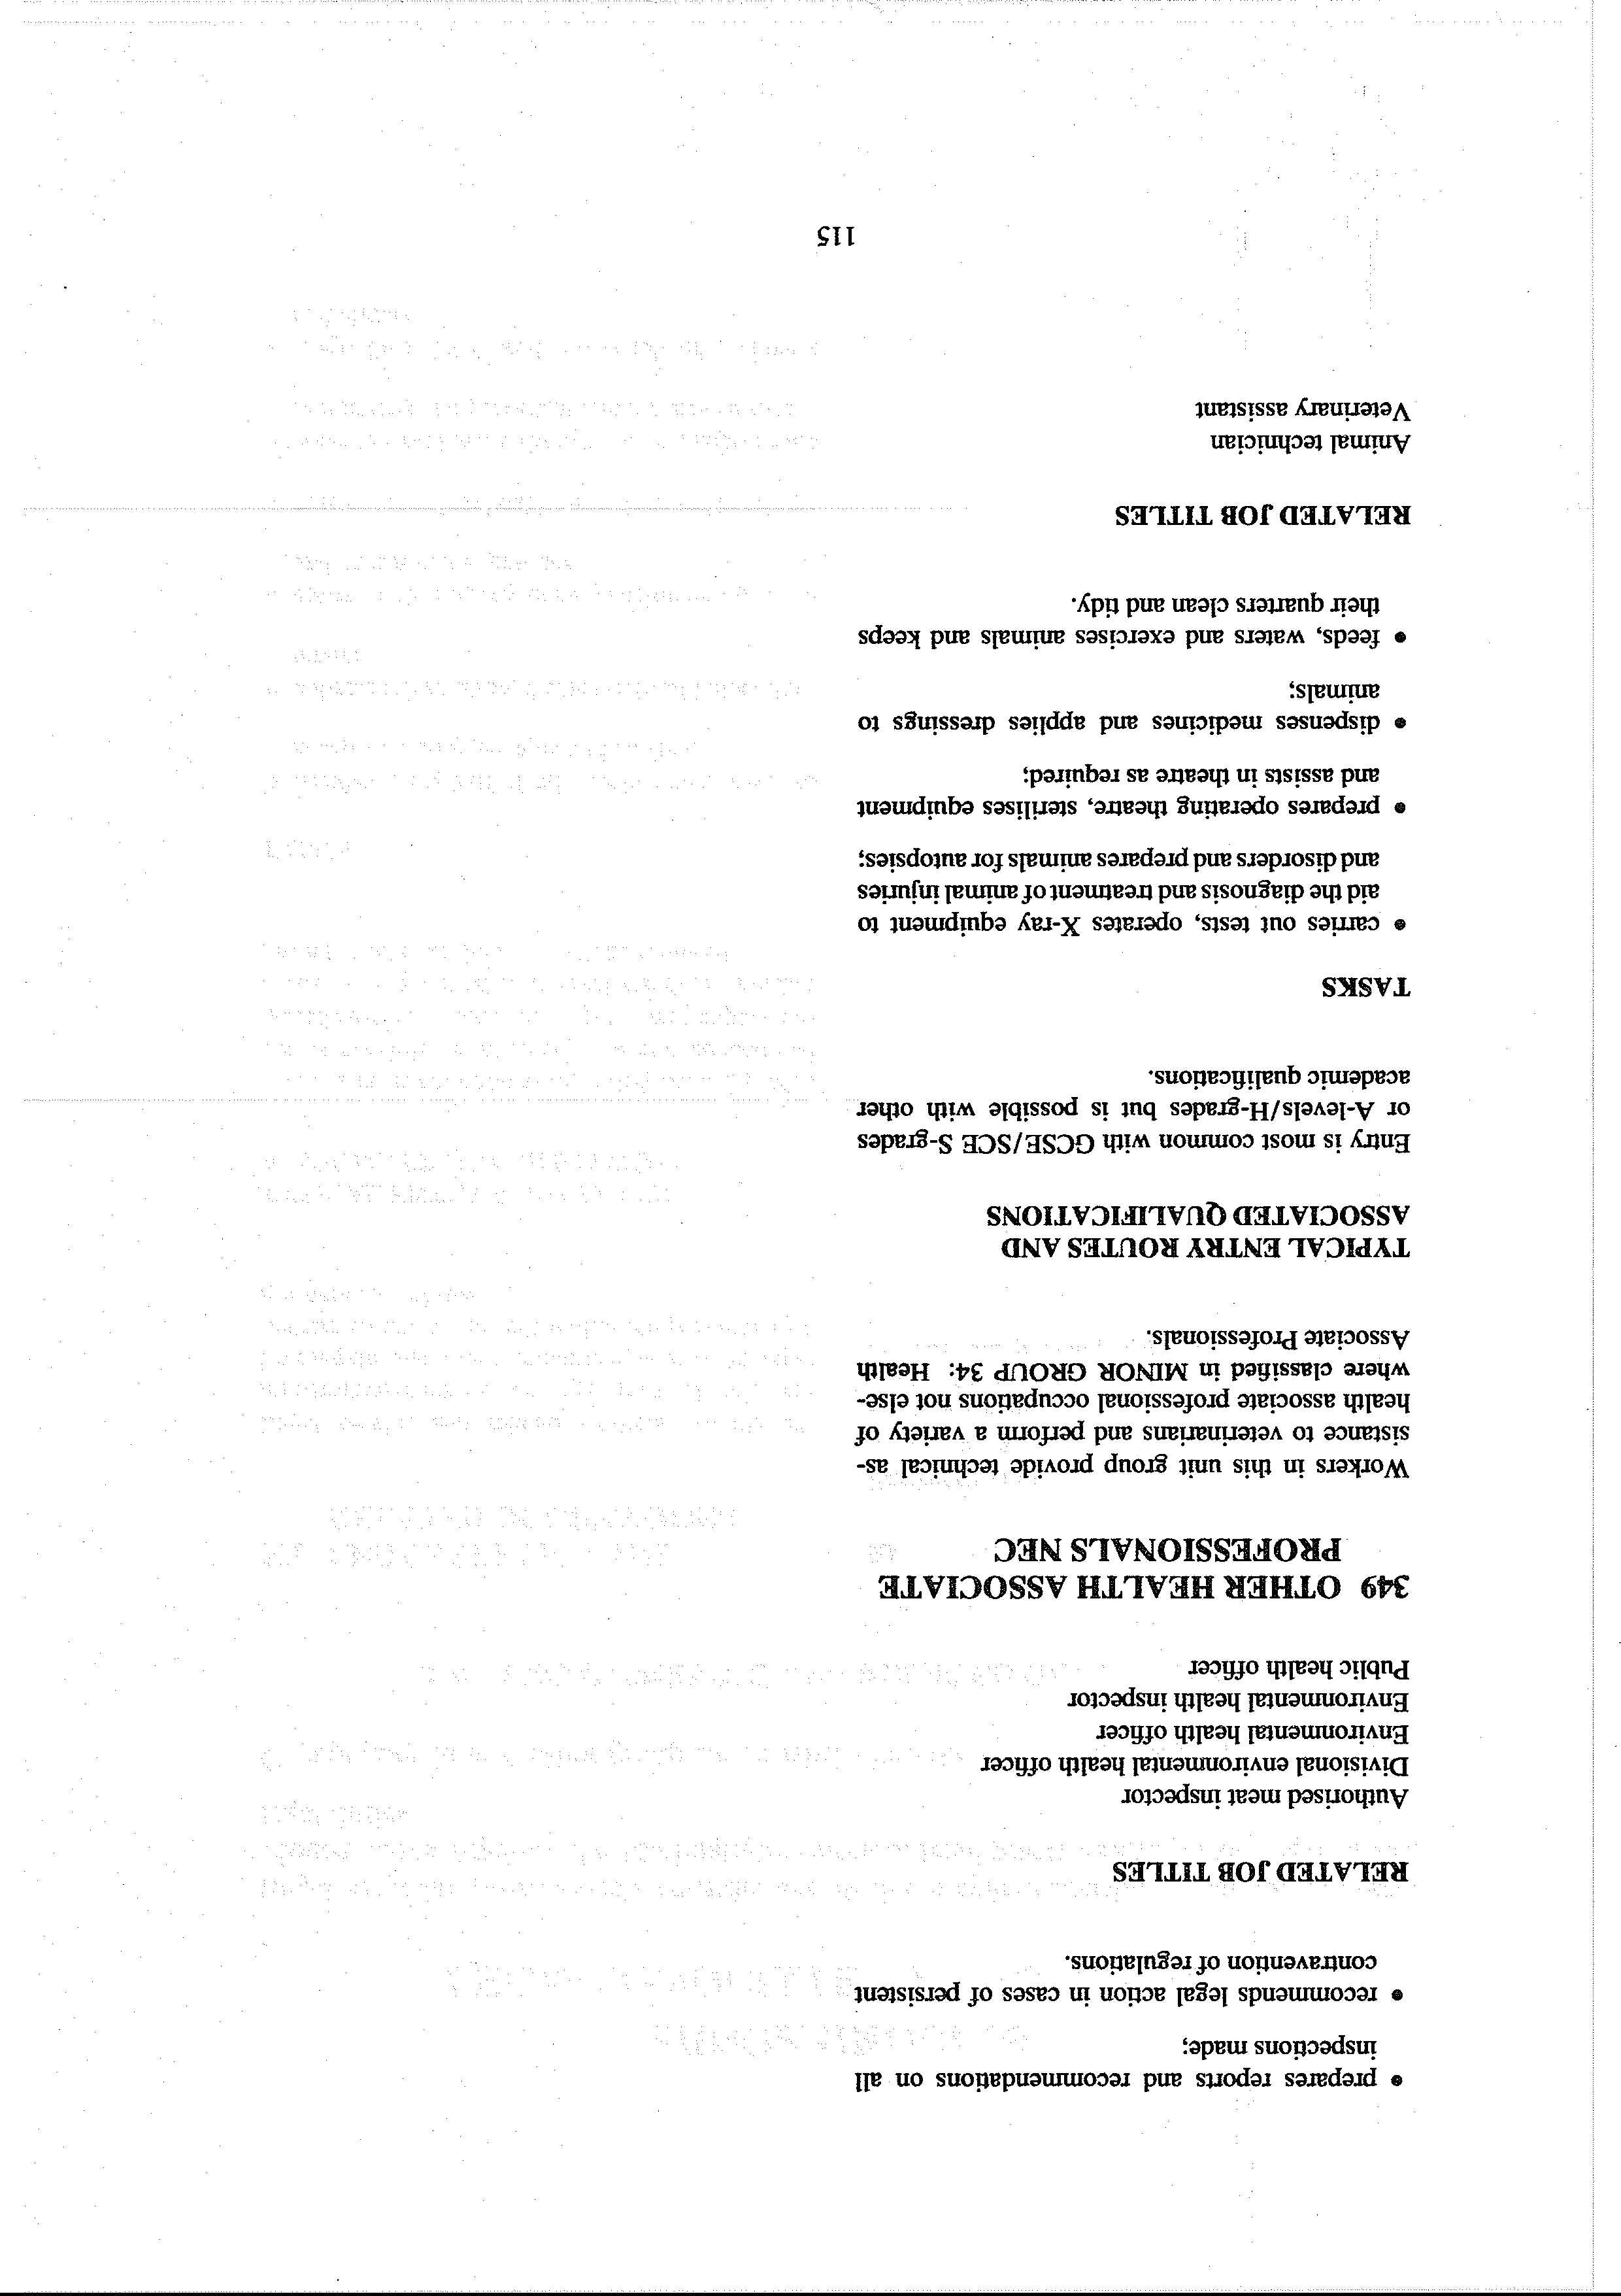 • prepares reports and recommendations on all
inspections made;
• recommends legal action in cases of persistent
contravention of regulations.
RELATED JOB TITLES
Authorised meat inspector
Divisional environmental health officer
Environmental health officer
Environmental health inspector
Public health officer
349 OTHER HEALTH ASSOCIATE
PROFESSIONALS NEC
Workers in this unit group provide technical as-
sistance to veterinarians and perform a variety of
health associate professional occupations not else-
where classified in MINOR GROUP 34: Health
Associate Professionals.
TYPICAL ENTRY ROUTES AND
ASSOCIATED QUALIFICATIONS
Entry is most common with GCSE/SCE S-grades
or A-levels/H-grades but is possible with other
academic qualifications.
TASKS
• carries out tests, operates X-ray equipment to
aid the diagnosis and treatment of animal injuries
and disorders and prepares animals for autopsies;
• prepares operating theatre, sterilises equipment
and assists in theatre as required;
• dispenses medicines and applies dressings to
animals;
• feeds, waters and exercises animals and keeps
their quarters clean and tidy.
RELATED JOB TITLES
Animal technician
Veterinary assistant
115